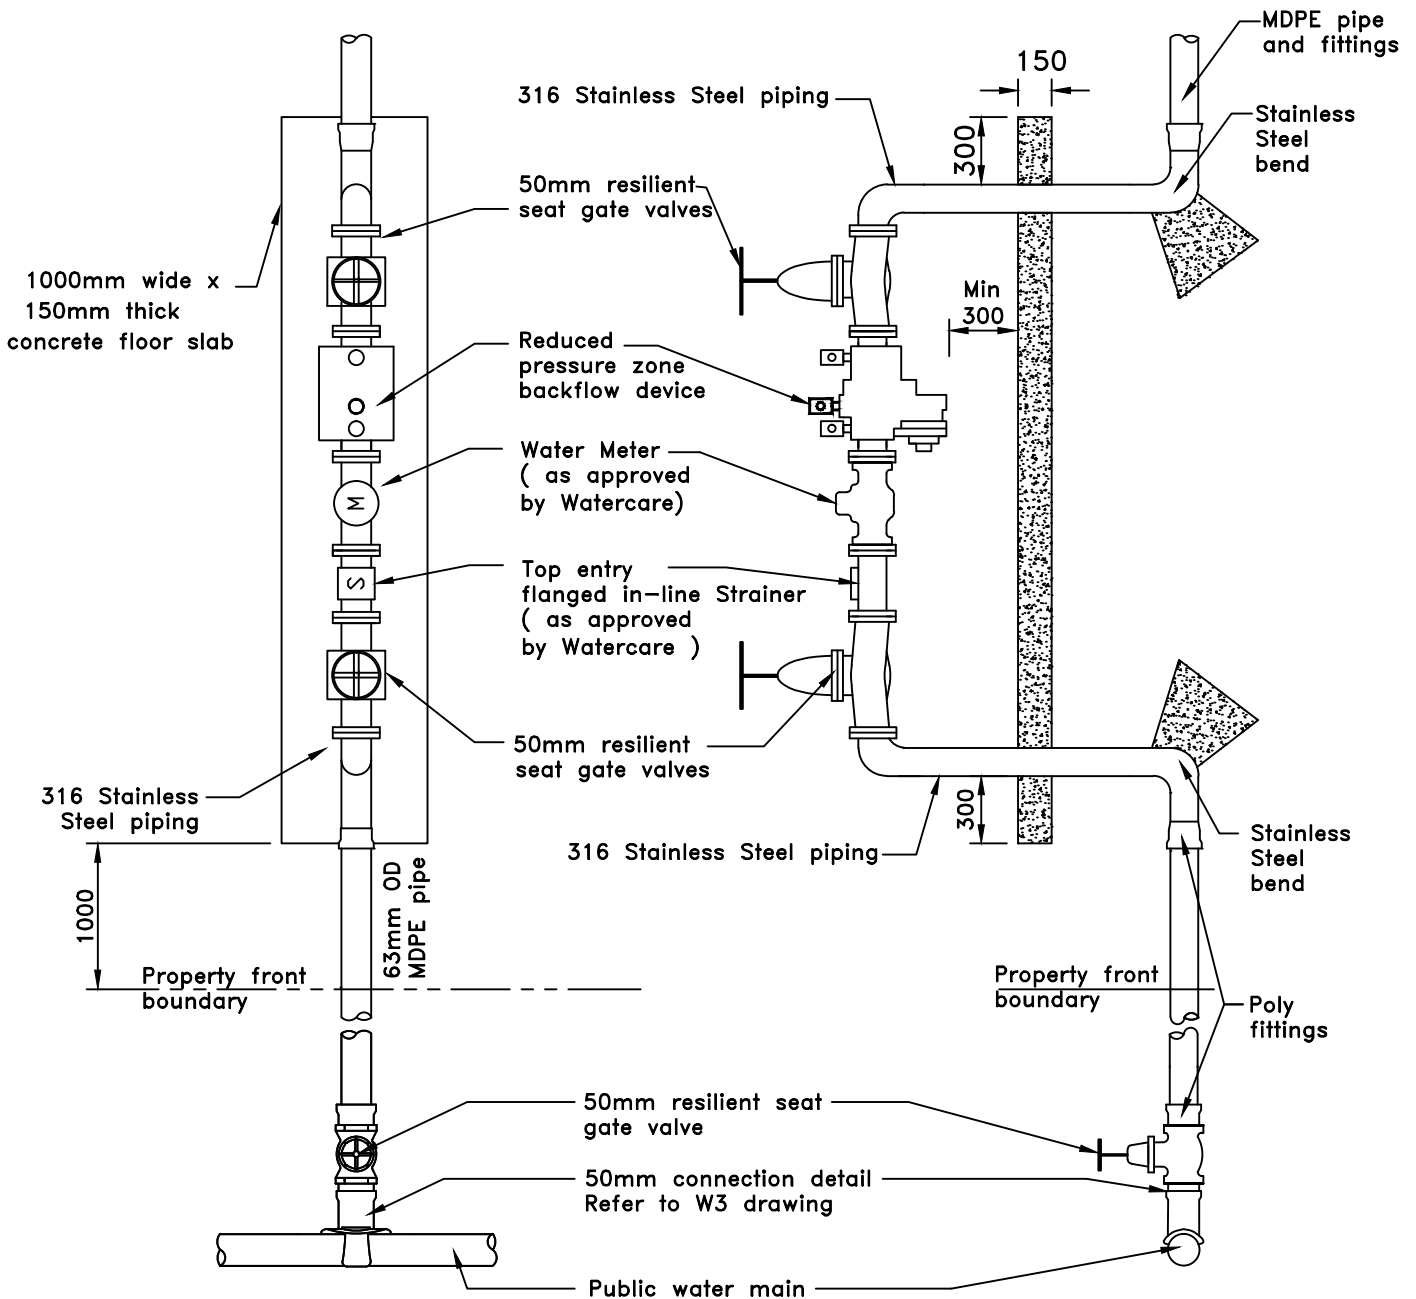 MDPE pipe
and fittings
150
316 Stainless Steel piping
Stainless
Steel
bend
300
50mm resilient
seat gate valves
1000mm wide x
150mm thick
concrete floor slab
Min
300
Reduced
pressure zone
backflow device
Water Meter
( as approved
by Watercare)
M
Top entry
flanged in-line Strainer
( as approved
by Watercare )
S
50mm resilient
seat gate valves
316 Stainless
Steel piping
300
316 Stainless Steel piping
Stainless
Steel
bend
1000
63mm OD
MDPE pipe
Property front
boundary
Property front
boundary
Poly
fittings
50mm resilient seat
gate valve
50mm connection detail
Refer to W3 drawing
Public water main